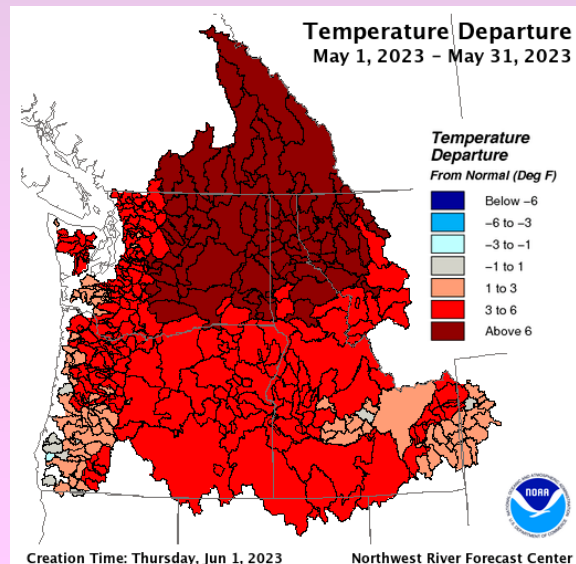 Temperature Departure
May 1, 2023 – May 31, 2023
Temperature
Departure
From Normal (Deg F)
Below -6
-6 to -3
-3 to -1
-1 to 1
1 to 3
3 to 6
Above 6
NOAA
Creation Time: Thursday, Jun 1, 2023
Northwest River Forecast Center